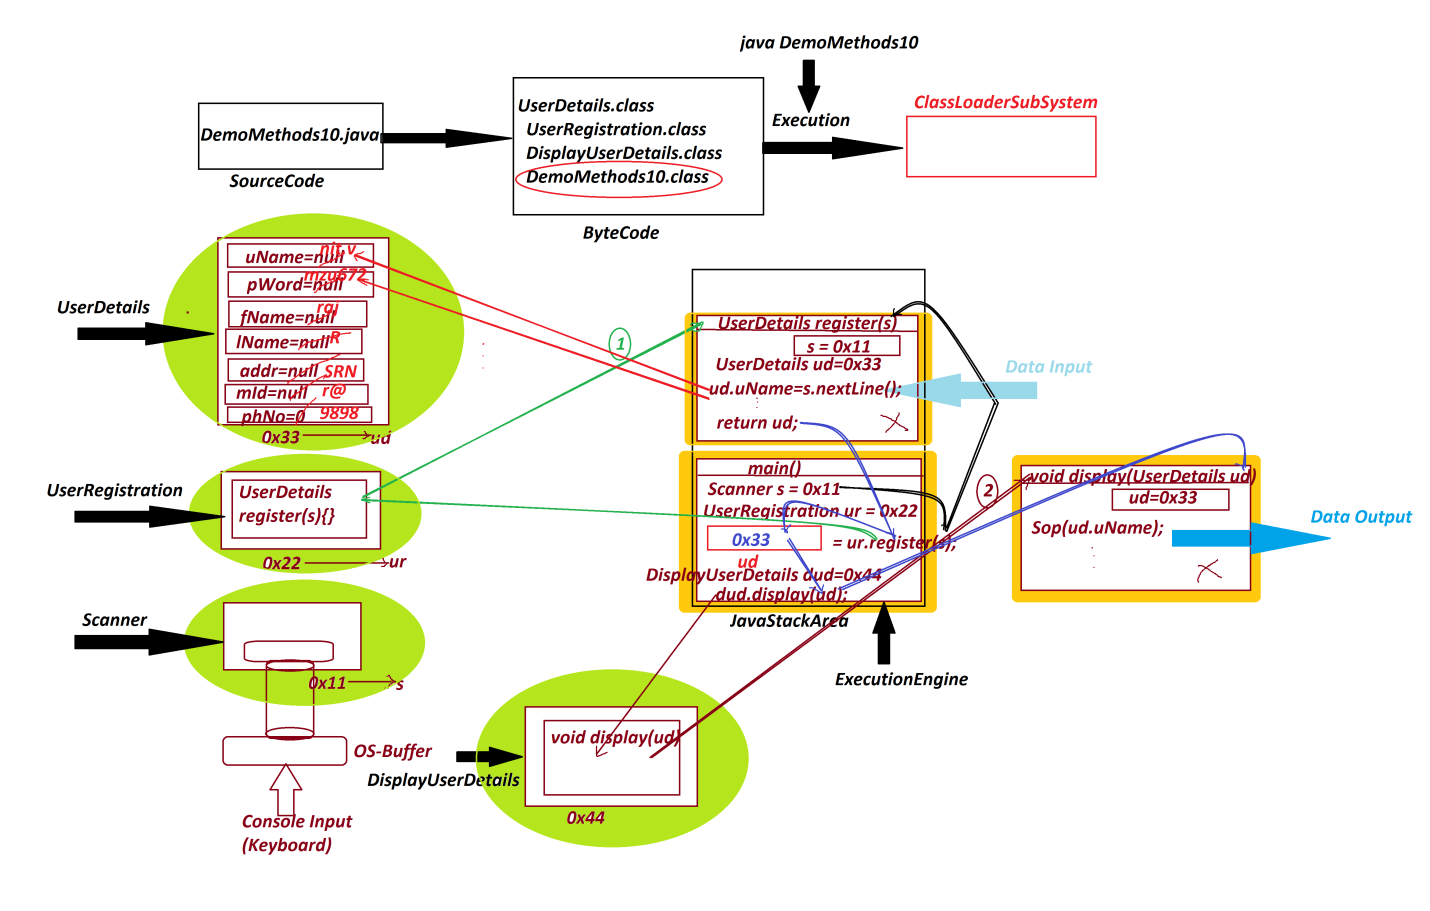 java DemoMethods10
ClassLoaderSubSystem
UserDetails.class
UserRegistration.class
DisplayUserDetails.class
DemoMethods10.class
Execution
DemoMethods10.java
SourceCode
ByteCode
UserDetails
uName=null nit.v
pWord=null mzu672
fName=null raj
lName=null R
addr=null SRN
mId=null r@
phNo=0 9898
0x33 ud
UserRegistration
UserDetails
register(s){}
0x22 ur
Scanner
0x11 s
OS-Buffer
Console Input
(Keyboard)
1
UserDetails register(s)
s = 0x11
UserDetails ud=0x33
ud.uName=s.nextLine();
return ud;
Data Input
main()
Scanner s = 0x11
UserRegistration ur = 0x22
0x33 = ur.register(s);
ud
DisplayUserDetails dud=0x44
dud.display(ud);
JavaStackArea
ExecutionEngine
2
void display(UserDetails ud)
ud=0x33
Sop(ud.uName);
Data Output
DisplayUserDetails
void display(ud)
0x44